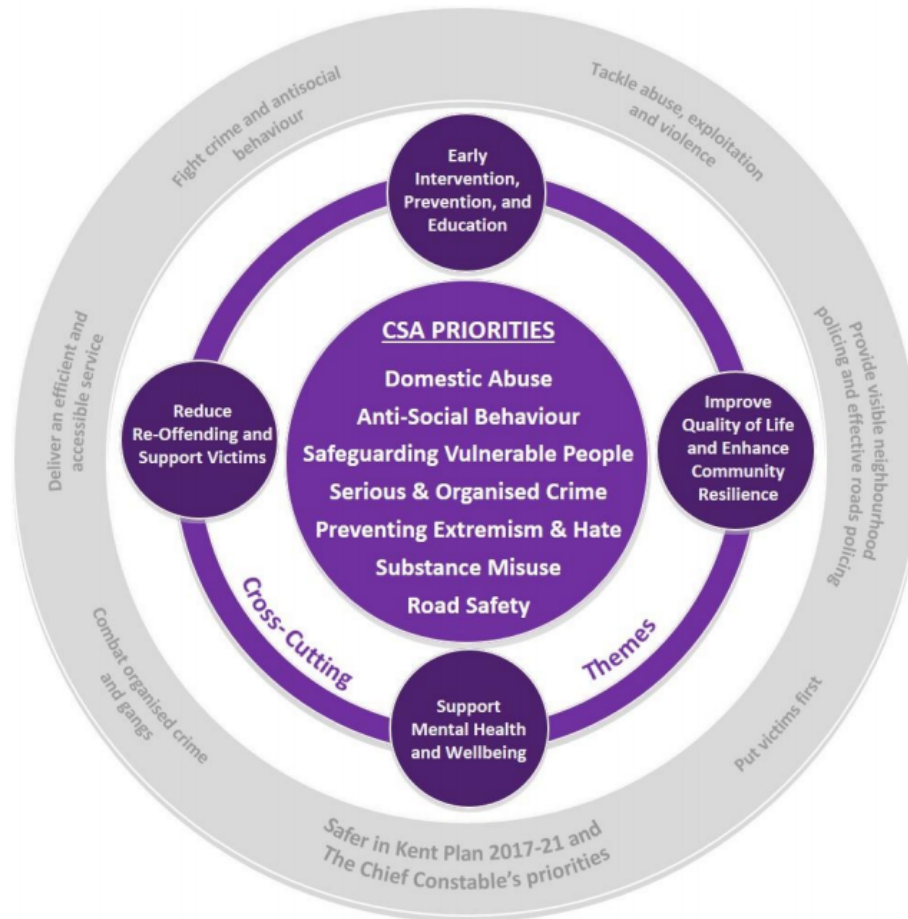 Fight crime and antisocial
behaviour
Tackle abuse, exploitation
and violence
Early
Intervention,
Prevention, and
Education
CSA PRIORITIES
Domestic Abuse
Anti-Social Behaviour
Safeguarding Vulnerable People
Serious & Organised Crime
Preventing Extremism & Hate
Substance Misuse
Road Safety
Deliver an efficient and
accessible service
Reduce
Re-Offending and
Support Victims
Improve
Quality of Life
and Enhance
Community
Resilience
Provide visible neighbourhood
policing and effective roads policing
Cross-Cutting
Themes
Combat organised crime
and gangs
Support
Mental Health
and Wellbeing
Put victims first
Safer in Kent Plan 2017-21 and
The Chief Constable's priorities